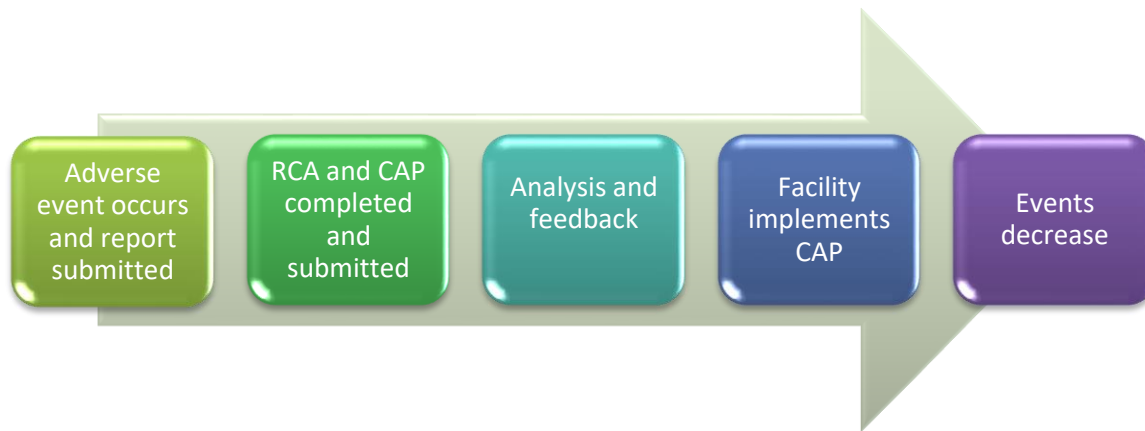 Adverse
event occurs
and report
submitted
RCA and CAP
completed
and
submitted
Analysis and
feedback
Facility
implements
CAP
Events
decrease